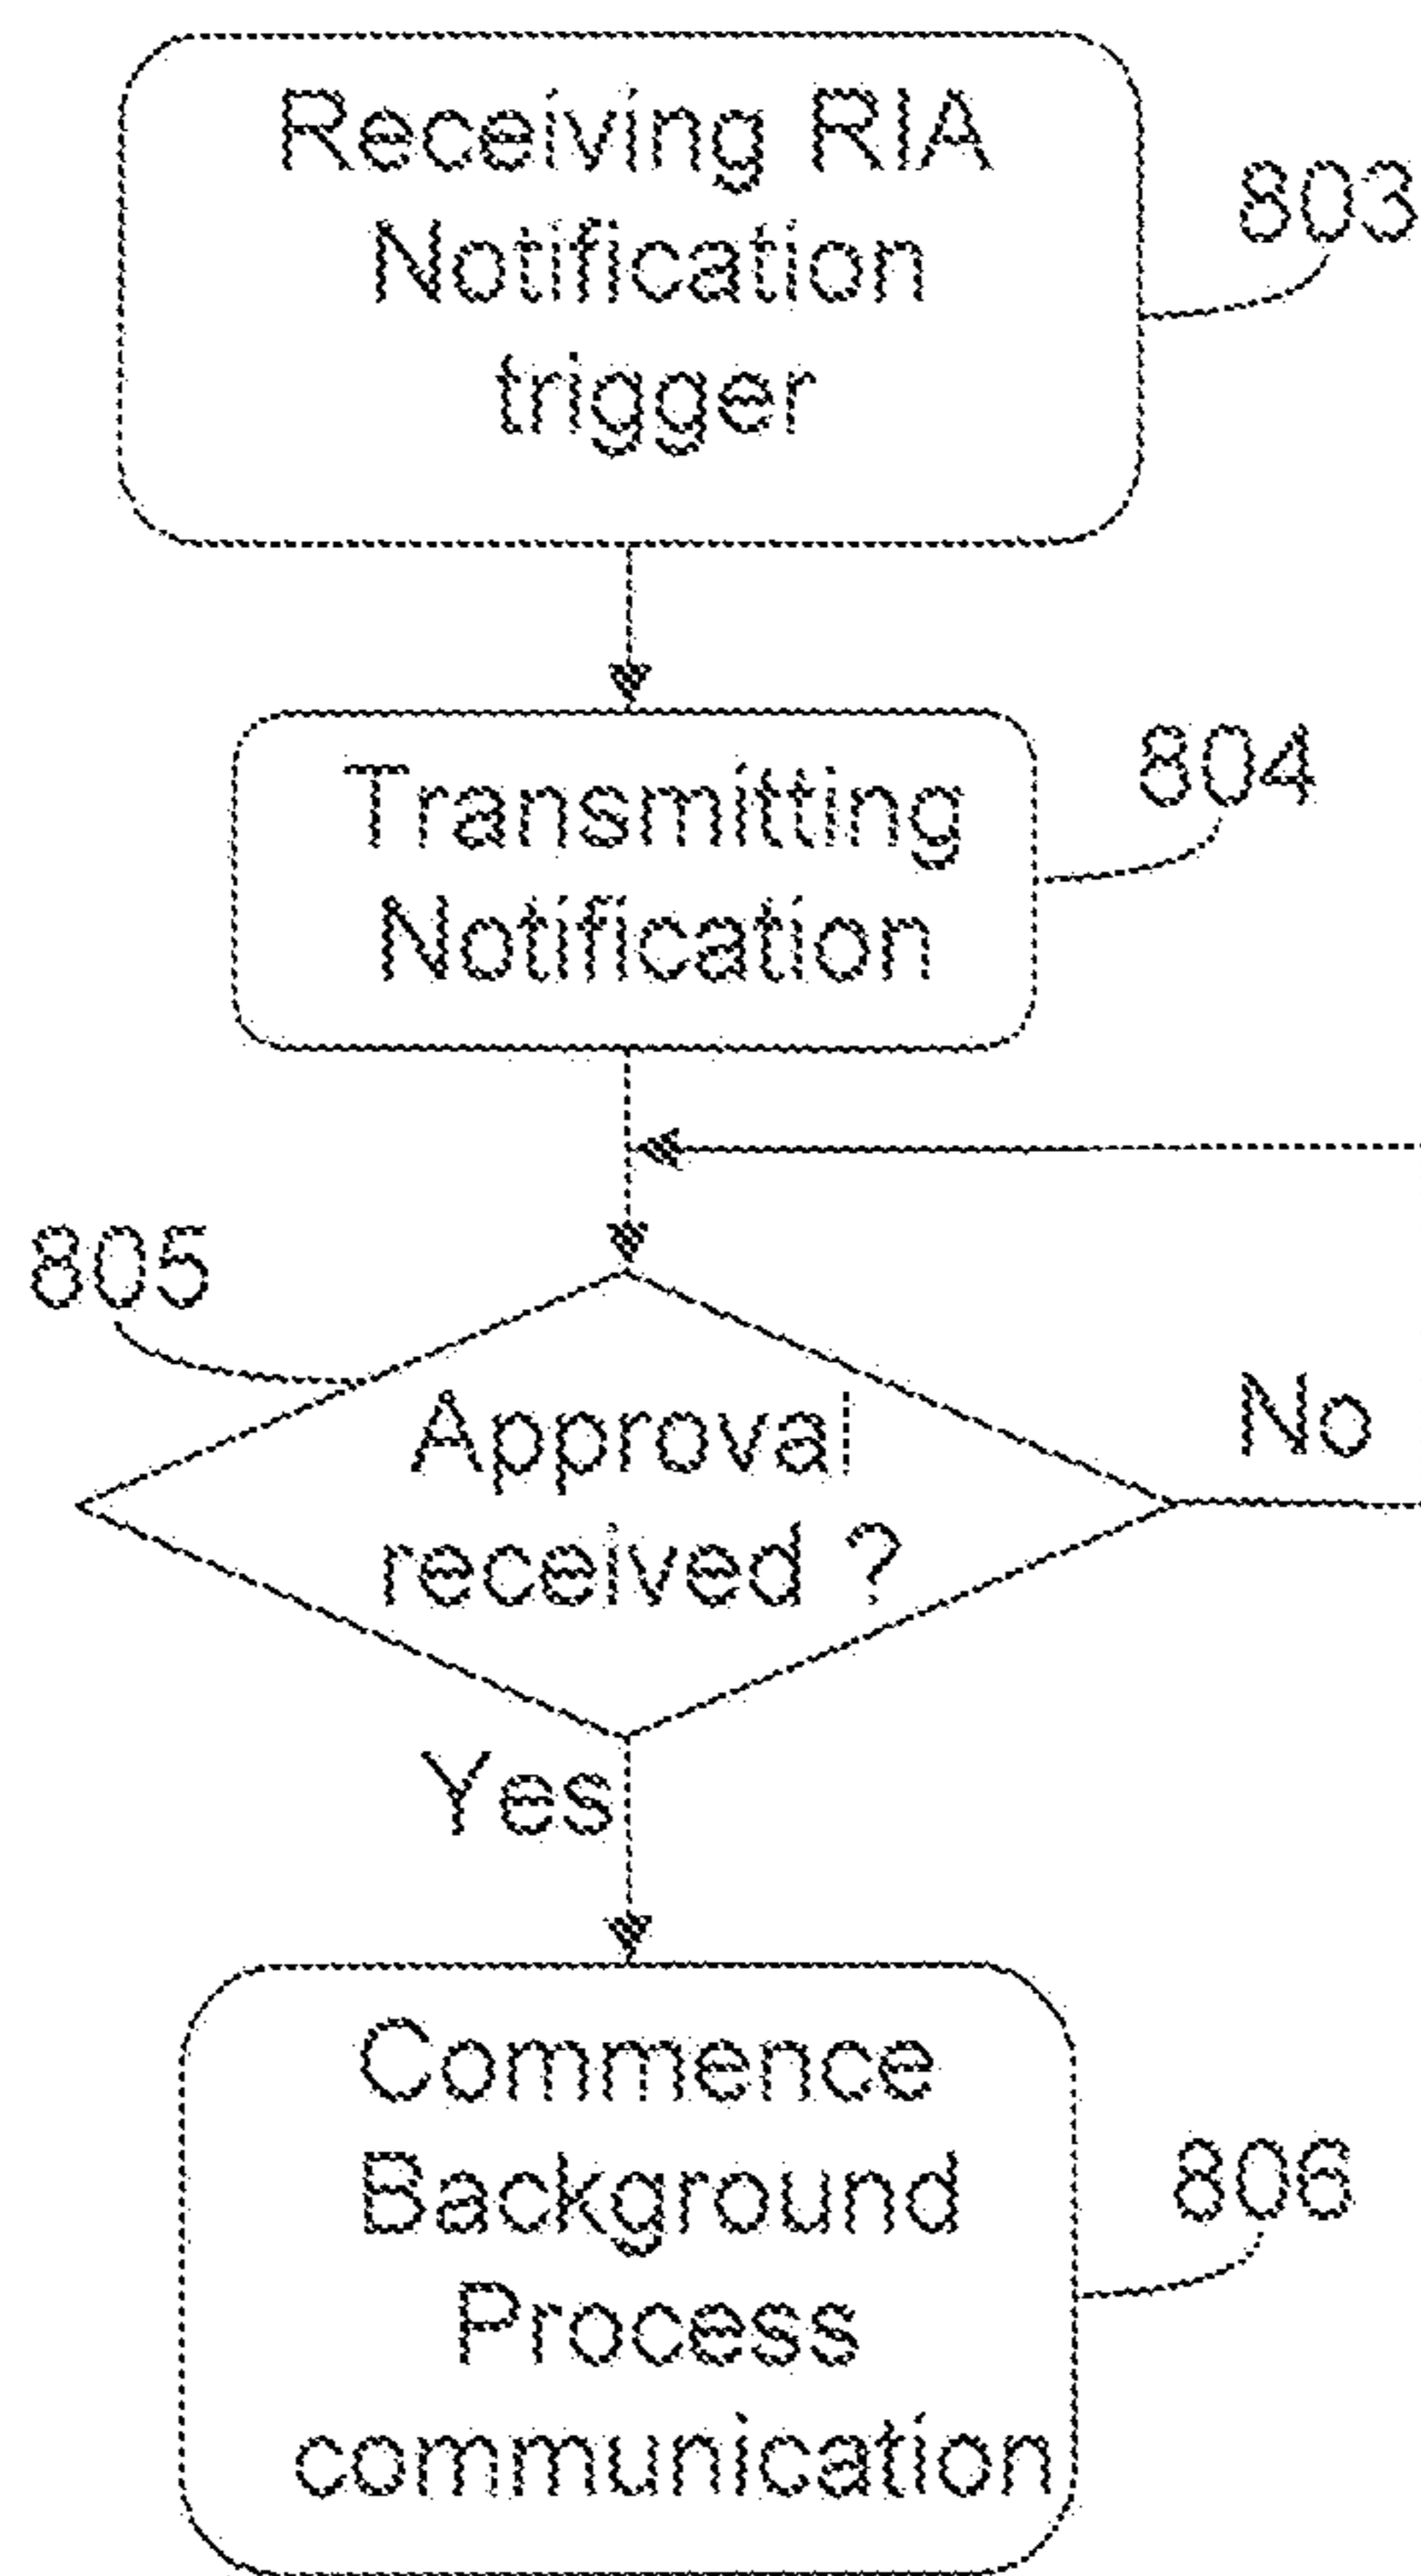 Receiving RIA
Notification
trigger
803
Transmitting
Notification
804
805
Approval
received ?
No
Yes
Commence
Background
Process
communication
806